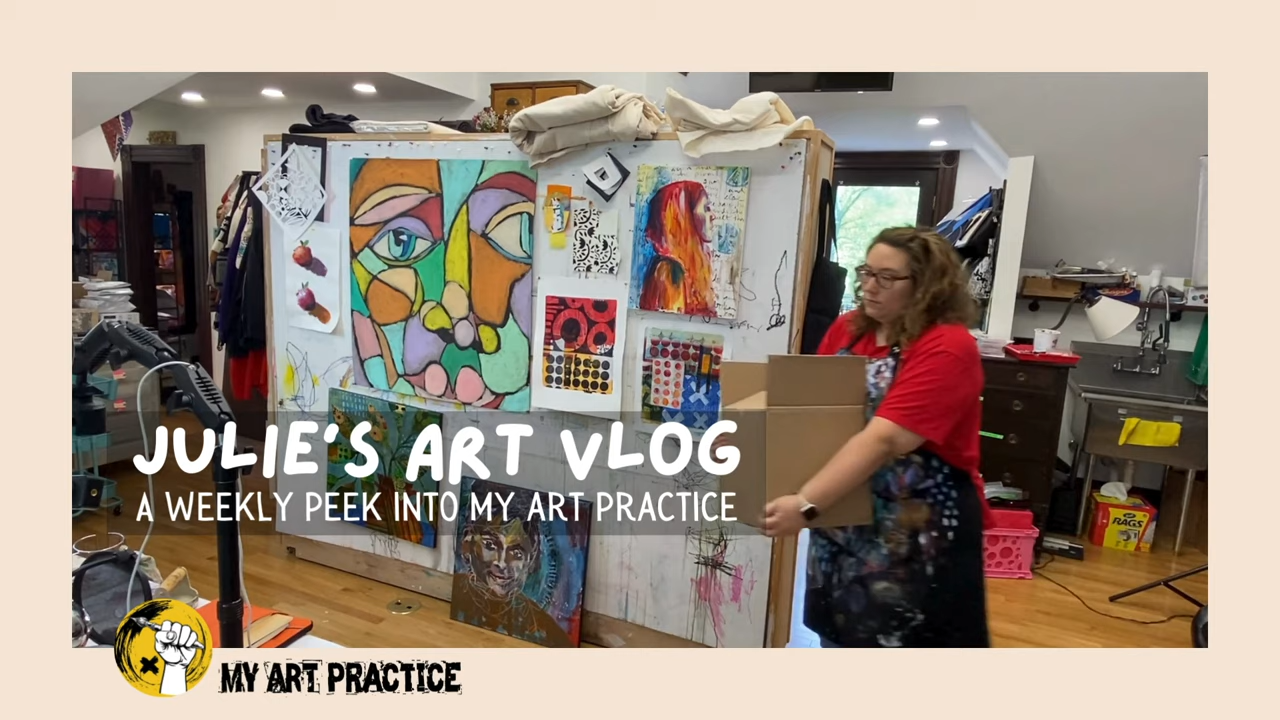 JULIE'S ART VLOG
A WEEKLY PEEK INTO MY ART PRACTICE
RAGS
MY ART PRACTICE